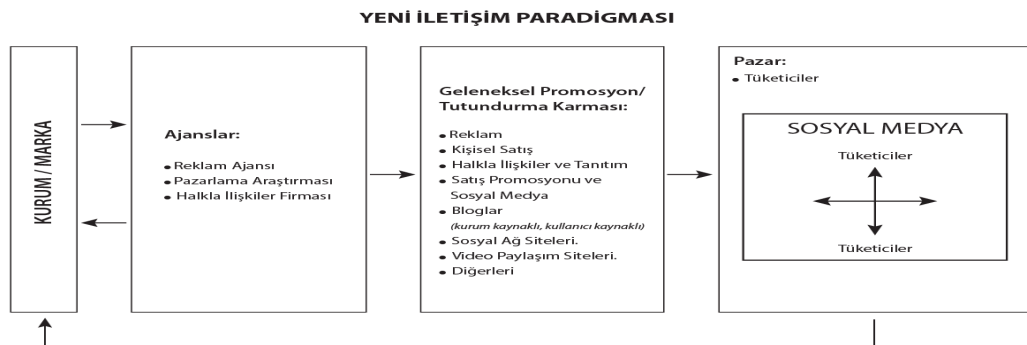 YENİ İLETİŞİM PARADİGMASI
KURUM / MARKA
Ajanslar:
• Reklam Ajansı
• Pazarlama Araştırması
• Halkla İlişkiler Firması
Geleneksel Promosyon/
Tutundurma Karması:
• Reklam
• Kişisel Satış
• Halkla İlişkiler ve Tanıtım
• Satış Promosyonu ve
Sosyal Medya
• Bloglar
(kurum kaynaklı, kullanıcı kaynaklı)
• Sosyal Ağ Siteleri.
• Video Paylaşım Siteleri.
• Diğerleri
Pazar:
• Tüketiciler
SOSYAL MEDYA
Tüketiciler
Tüketiciler